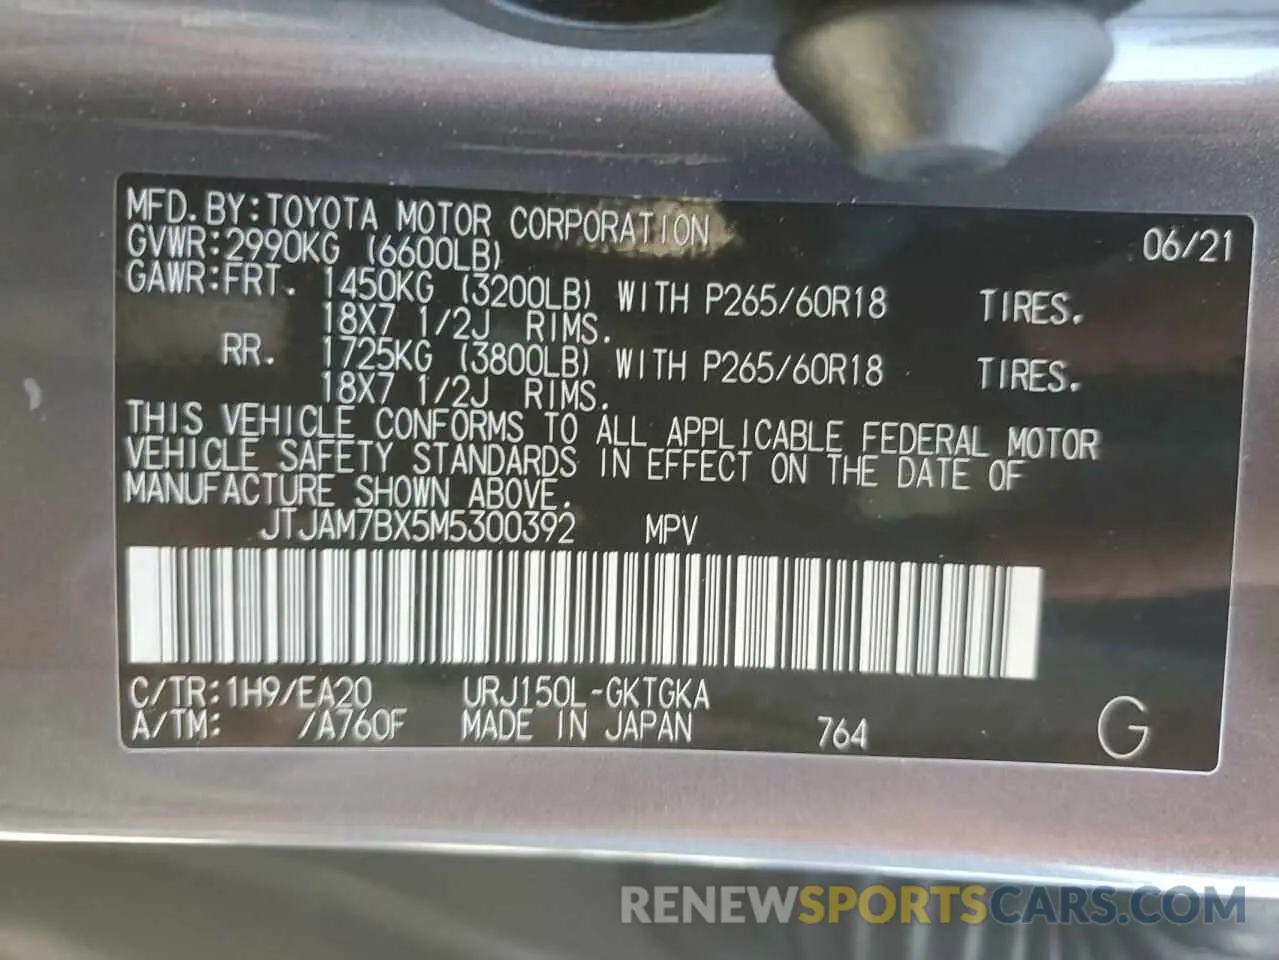 MFD.BY:TOYOTA MOTOR CORPORATION 06/21
GVWR:2990KG (6600LB)
GAWR:FRT. 1450KG (3200LB) WITH P265/60R18 TIRES.
18X7 1/2J RIMS.
RR. 1725KG (3800LB) WITH P265/60R18 TIRES.
18X7 1/2J RIMS.
THIS VEHICLE CONFORMS TO ALL APPLICABLE FEDERAL MOTOR
VEHICLE SAFETY STANDARDS IN EFFECT ON THE DATE OF
MANUFACTURE SHOWN ABOVE.
JTJAM7BX5M5300392 MPV
C/TR:1H9/EA20 URJ150L-GKTGKA
A/TM: /A760F MADE IN JAPAN 764 G
RENEWSPORTSCARS.COM